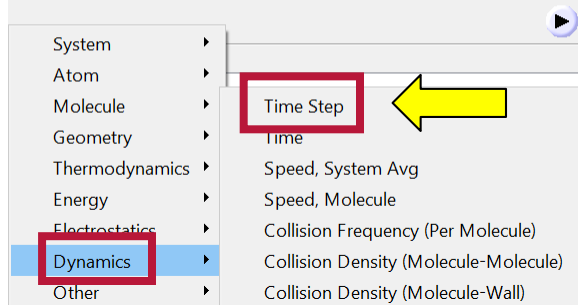 System
Atom
Molecule
Geometry
Thermodynamics
Energy
Electrostatics
Dynamics
Other
Time Step
Time
Speed, System Avg
Speed, Molecule
Collision Frequency (Per Molecule)
Collision Density (Molecule-Molecule)
Collision Density (Molecule-Wall)